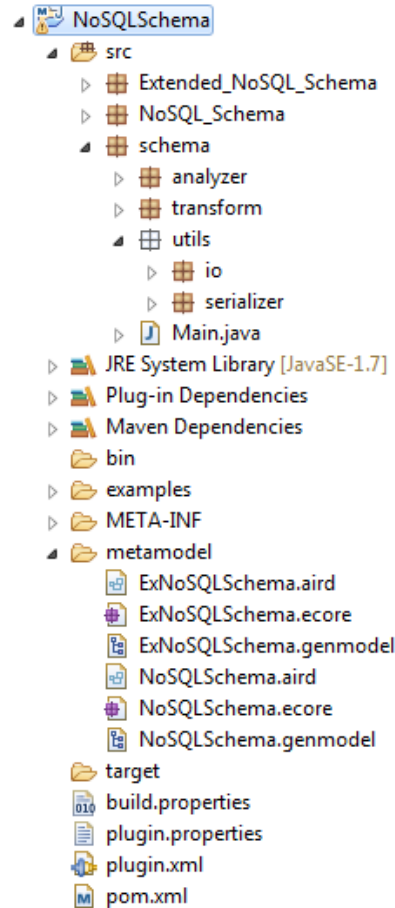 NoSQLSchema
src
Extended_NoSQL_Schema
NoSQL_Schema
schema
analyzer
transform
utils
io
serializer
Main.java
JRE System Library [JavaSE-1.7]
Plug-in Dependencies
Maven Dependencies
bin
examples
META-INF
metamodel
ExNoSQLSchema.aird
ExNoSQLSchema.ecore
ExNoSQLSchema.genmodel
NoSQLSchema.aird
NoSQLSchema.ecore
NoSQLSchema.genmodel
target
build.properties
plugin.properties
plugin.xml
pom.xml